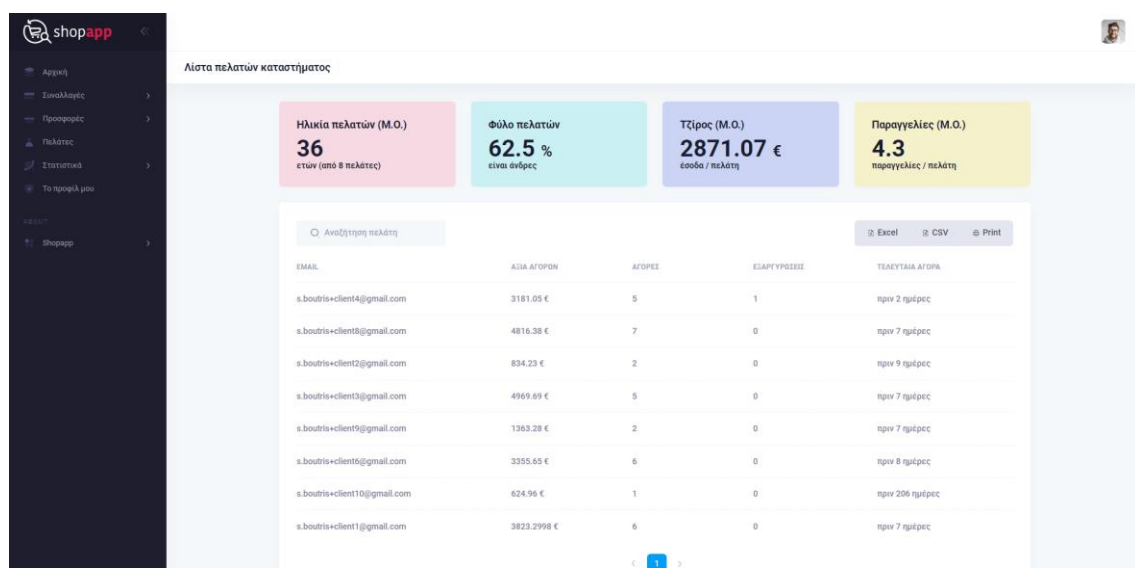 shopapp
Αρχική
Συναλλαγές
Προσφορές
Πελάτες
Στατιστικά
Το προφίλ μου
ABOUT
Shopapp
Λίστα πελατών καταστήματος
Ηλικία πελατών (Μ.Ο.)
36
ετών (από 8 πελάτες)
Φύλο πελατών
62.5 %
είναι άνδρες
Τζίρος (Μ.Ο.)
2871.07 €
έσοδα / πελάτη
Παραγγελίες (Μ.Ο.)
4.3
παραγγελίες / πελάτη
Αναζήτηση πελάτη
Excel CSV Print
EMAIL ΑΞΙΑ ΑΓΟΡΩΝ ΑΓΟΡΕΣ ΕΞΑΡΓΥΡΩΣΕΙΣ ΤΕΛΕΥΤΑΙΑ ΑΓΟΡΑ
s.boutris+client4@gmail.com 3181.05 € 5 1 πριν 2 ημέρες
s.boutris+client8@gmail.com 4816.38 € 7 0 πριν 7 ημέρες
s.boutris+client2@gmail.com 834.23 € 2 0 πριν 9 ημέρες
s.boutris+client3@gmail.com 4969.69 € 5 0 πριν 7 ημέρες
s.boutris+client9@gmail.com 1363.28 € 2 0 πριν 7 ημέρες
s.boutris+client6@gmail.com 3355.65 € 6 0 πριν 8 ημέρες
s.boutris+client10@gmail.com 624.96 € 1 0 πριν 206 ημέρες
s.boutris+client1@gmail.com 3823.2998 € 6 0 πριν 7 ημέρες
1